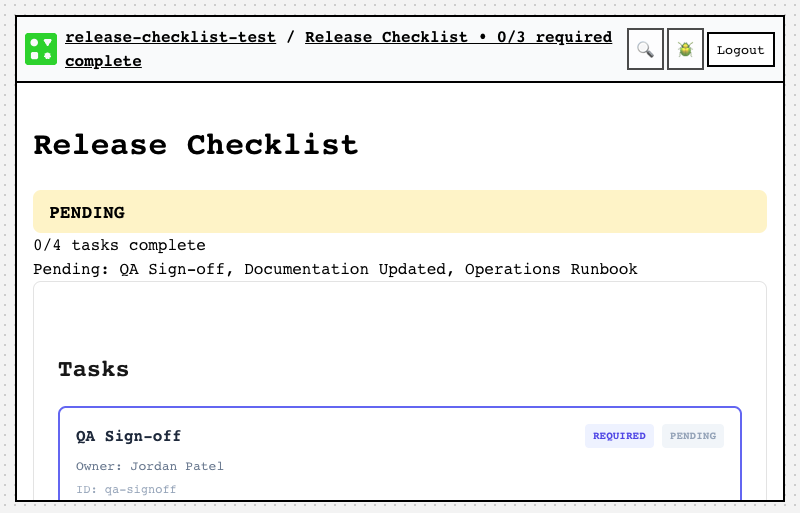 release-checklist-test / Release Checklist • 0/3 required
complete
Logout
Release Checklist
PENDING
0/4 tasks complete
Pending: QA Sign-off, Documentation Updated, Operations Runbook
Tasks
QA Sign-off
REQUIRED
PENDING
Owner: Jordan Patel
ID: qa-signoff